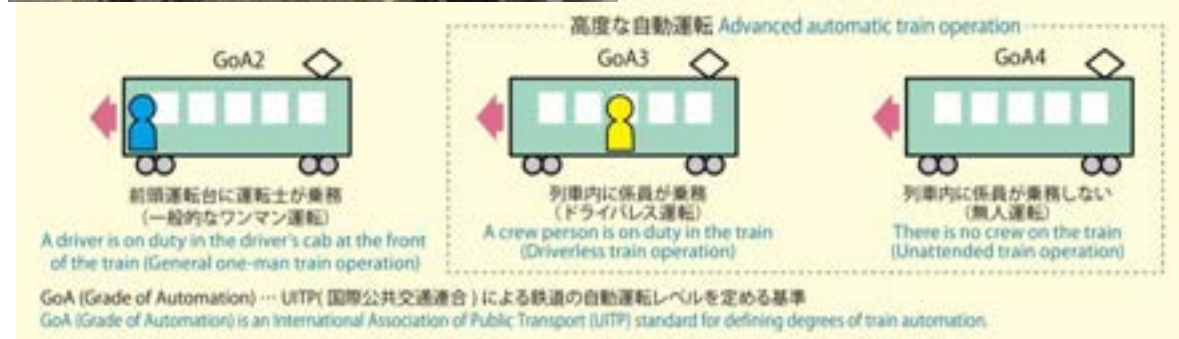 高度な自動運転 Advanced automatic train operation
GoA2
GoA3
GoA4
前頭運転台に運転士が乗務
（一般的なワンマン運転）
A driver is on duty in the driver's cab at the front
of the train (General one-man train operation)
列車内に係員が乗務
（ドライバレス運転）
A crew person is on duty in the train
(Driverless train operation)
列車内に係員が乗務しない
（無人運転）
There is no crew on the train
(Unattended train operation)
GoA (Grade of Automation) … UITP( 国際公共交通連合 ) による鉄道の自動運転レベルを定める基準
GoA (Grade of Automation) is an International Association of Public Transport (UITP) standard for defining degrees of train automation.